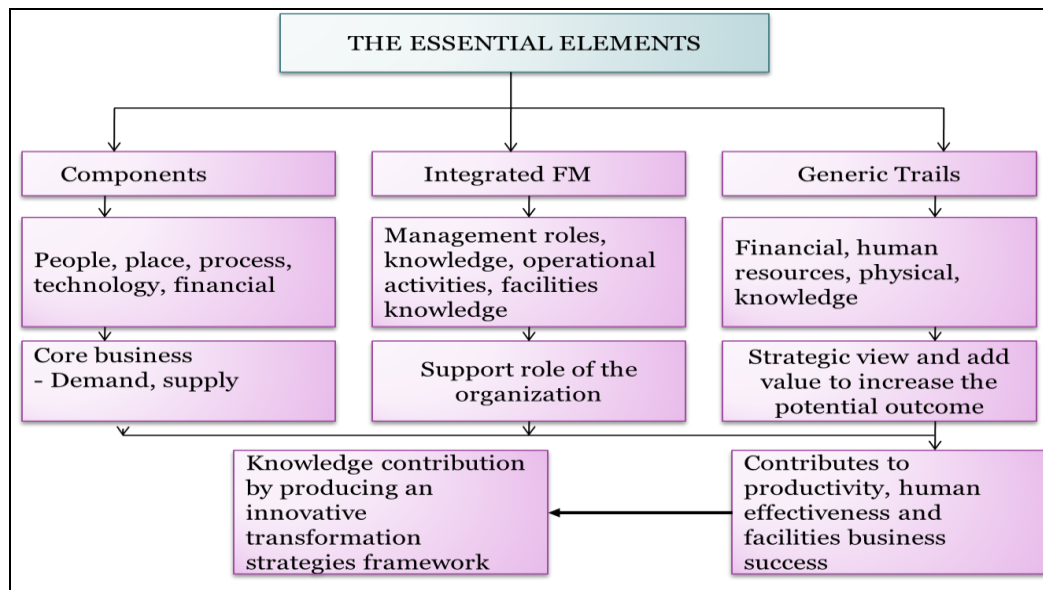 THE ESSENTIAL ELEMENTS
Components
Integrated FM
Generic Trails
People, place, process,
technology, financial
Management roles,
knowledge, operational
activities, facilities
knowledge
Financial, human
resources, physical,
knowledge
Core business
- Demand, supply
Support role of the
organization
Strategic view and add
value to increase the
potential outcome
Knowledge contribution
by producing an
innovative
transformation
strategies framework
Contributes to
productivity, human
effectiveness and
facilities business
success